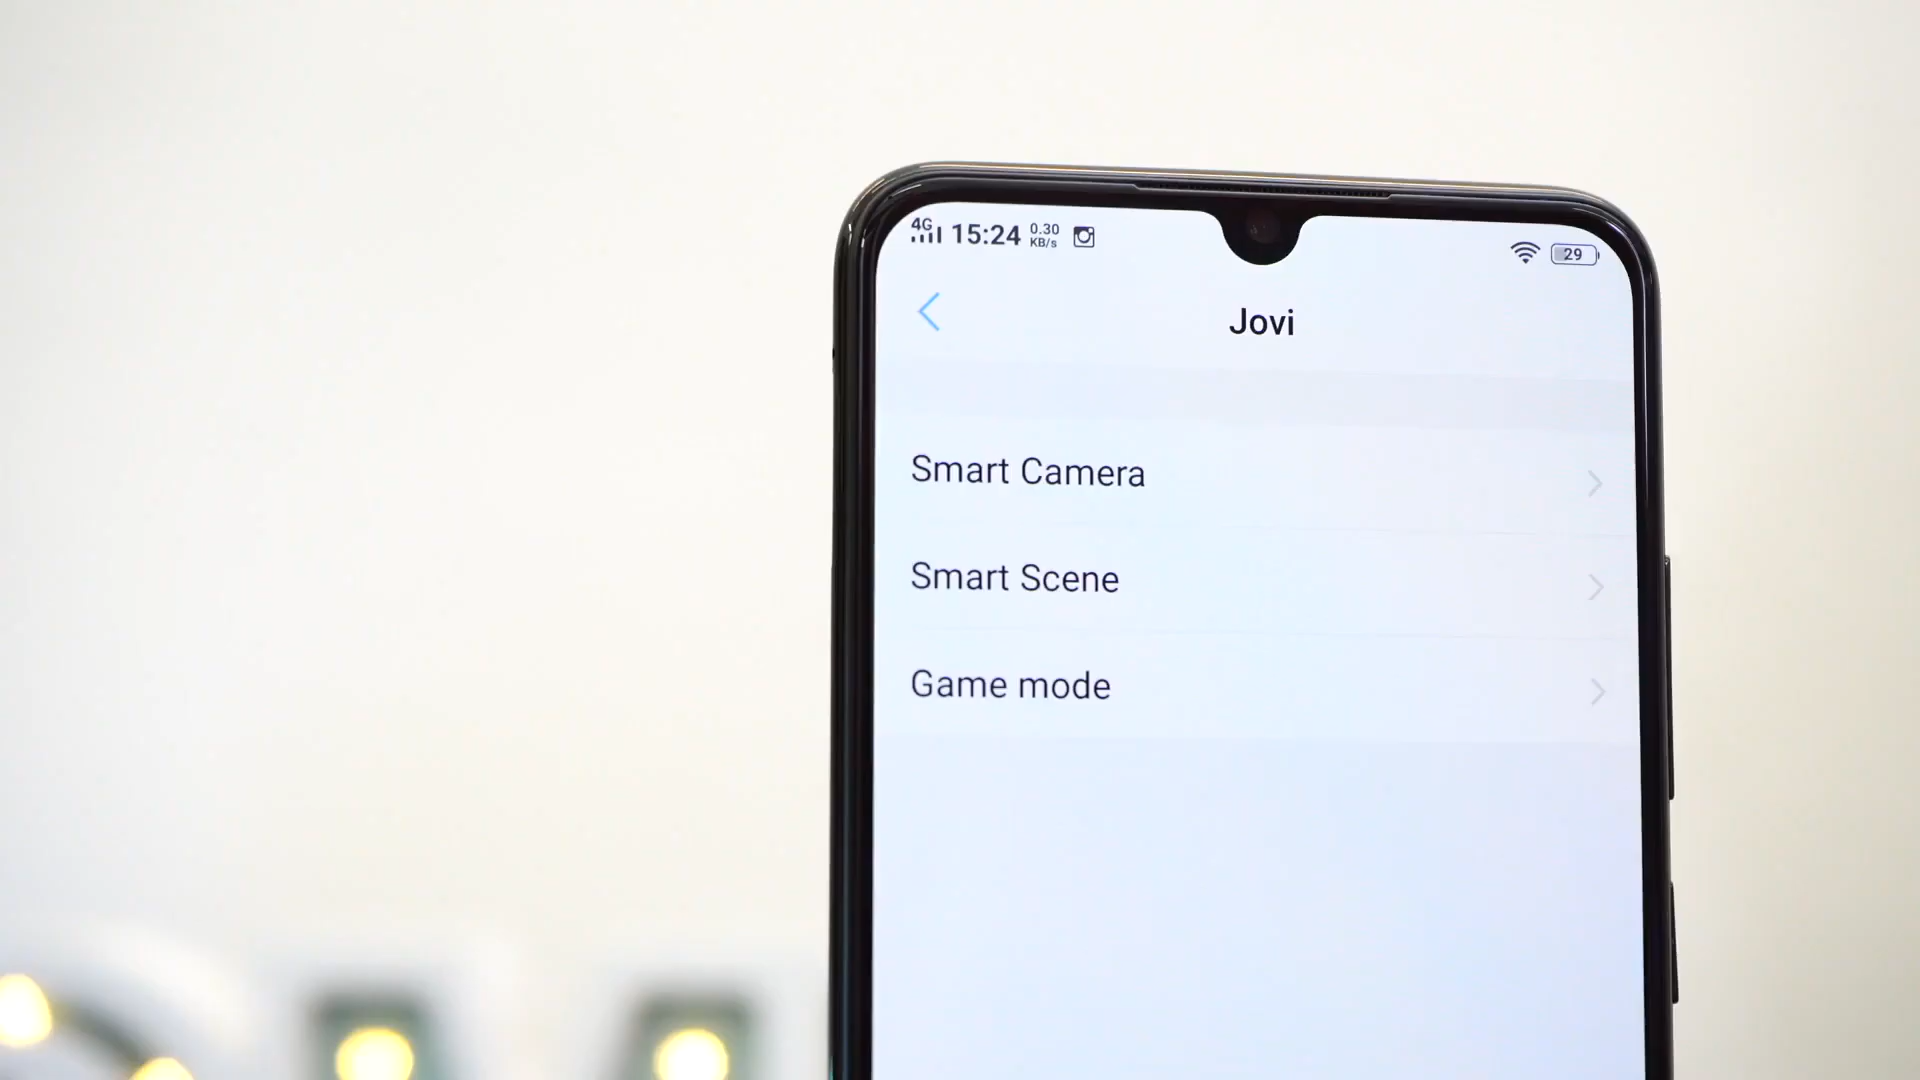 4G 15:24 0.30 KB/s 29
Jovi
Smart Camera
Smart Scene
Game mode